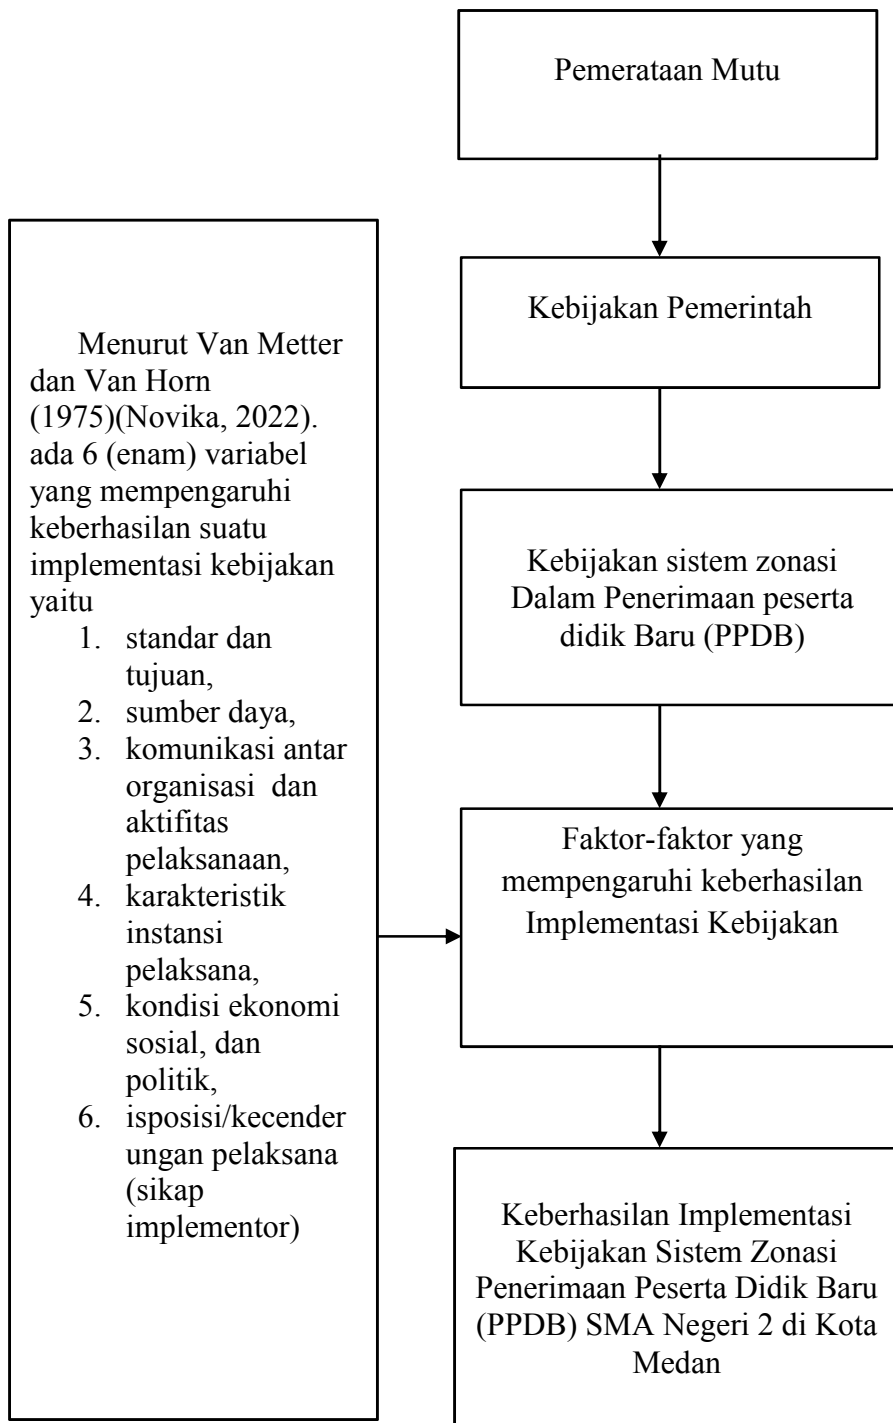 Pemerataan Mutu
Kebijakan Pemerintah
Menurut Van Metter
dan Van Horn
(1975)(Novika, 2022).
ada 6 (enam) variabel
yang mempengaruhi
keberhasilan suatu
implementasi kebijakan
yaitu
1. standar dan
tujuan,
2. sumber daya,
3. komunikasi antar
organisasi dan
aktifitas
pelaksanaan,
4. karakteristik
instansi
pelaksana,
5. kondisi ekonomi
sosial, dan
politik,
6. isposisi/kecender
ungan pelaksana
(sikap
implementor)
Kebijakan sistem zonasi
Dalam Penerimaan peserta
didik Baru (PPDB)
Faktor-faktor yang
mempengaruhi keberhasilan
Implementasi Kebijakan
Keberhasilan Implementasi
Kebijakan Sistem Zonasi
Penerimaan Peserta Didik Baru
(PPDB) SMA Negeri 2 di Kota
Medan